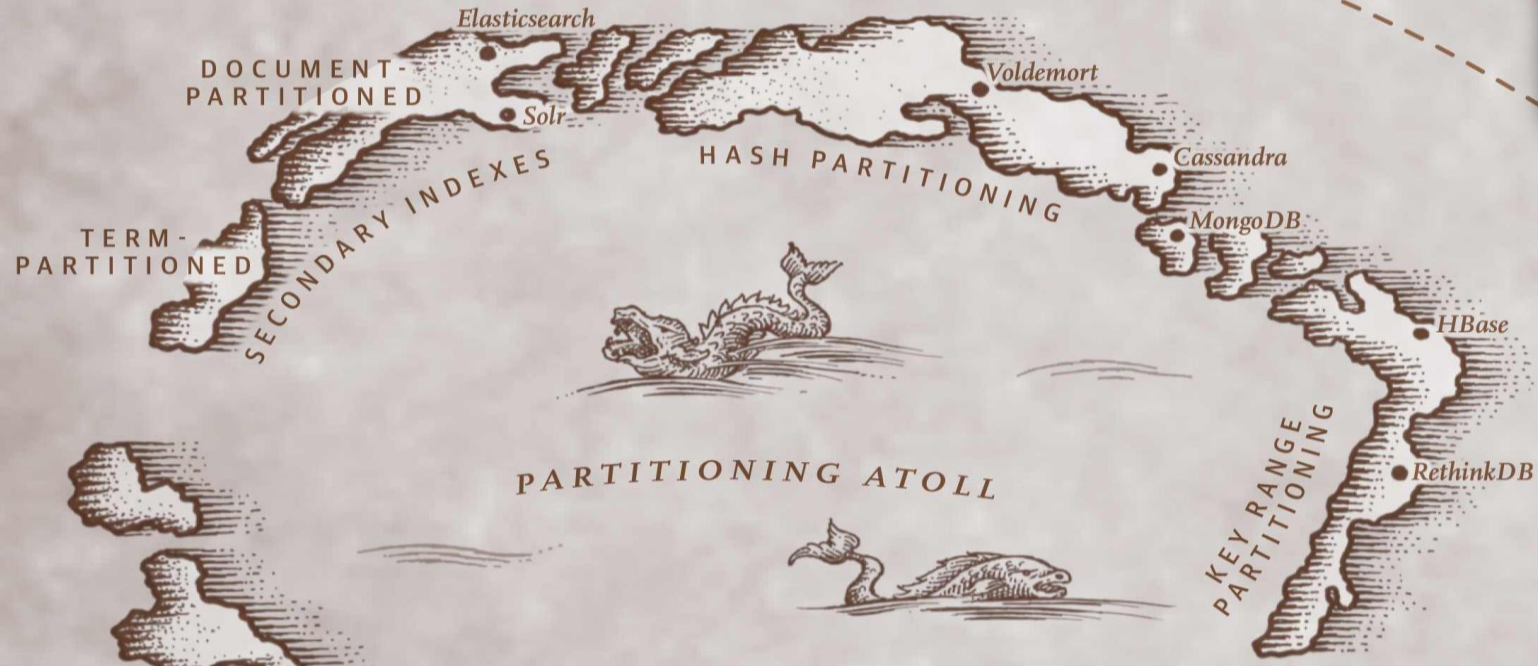 Elasticsearch
DOCUMENT-
PARTITIONED
Solr
Voldemort
HASH PARTITIONING
Cassandra
SECONDARY INDEXES
TERM-
PARTITIONED
MongoDB
HBase
KEY RANGE
PARTITIONING
RethinkDB
PARTITIONING ATOLL